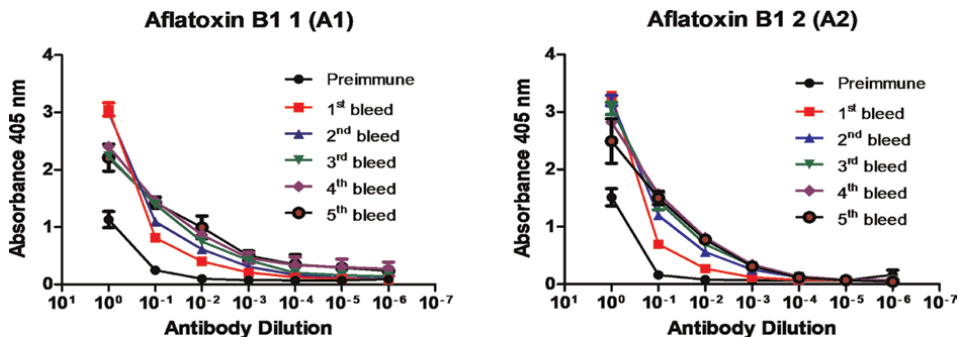 Aflatoxin B1 1 (A1)
Absorbance 405 nm
4
3
2
1
0
10¹ 10⁰ 10⁻¹ 10⁻² 10⁻³ 10⁻⁴ 10⁻⁵ 10⁻⁶ 10⁻⁷
Antibody Dilution
Preimmune
1st bleed
2nd bleed
3rd bleed
4th bleed
5th bleed
Aflatoxin B1 2 (A2)
Absorbance 405 nm
4
3
2
1
0
10¹ 10⁰ 10⁻¹ 10⁻² 10⁻³ 10⁻⁴ 10⁻⁵ 10⁻⁶ 10⁻⁷
Antibody Dilution
Preimmune
1st bleed
2nd bleed
3rd bleed
4th bleed
5th bleed